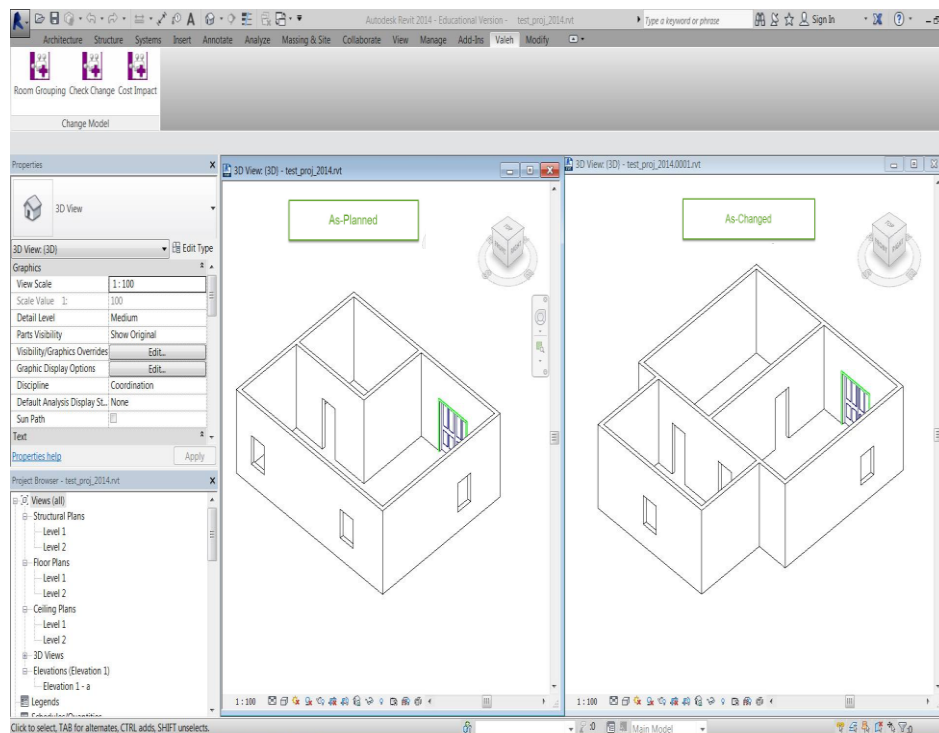 Autodesk Revit 2014 - Educational Version - test_proj_2014.rvt
Type a keyword or phrase
Sign In
Architecture Structure Systems Insert Annotate Analyze Massing & Site Collaborate View Manage Add-Ins Valeh Modify
Room Grouping Check Change Cost Impact
Change Model
Properties X
3D View
3D View: {3D} Edit Type
Graphics
View Scale 1 : 100
Scale Value 1: 100
Detail Level Medium
Parts Visibility Show Original
Visibility/Graphics Overrides Edit...
Graphic Display Options Edit...
Discipline Coordination
Default Analysis Display St... None
Sun Path
Text
Properties help Apply
Project Browser - test_proj_2014.rvt X
Views (all)
Structural Plans
Level 1
Level 2
Floor Plans
Level 1
Level 2
Ceiling Plans
Level 1
Level 2
3D Views
Elevations (Elevation 1)
Elevation 1 - a
Legends
Schedules/Quantities
3D View: {3D} - test_proj_2014.rvt
As-Planned
1 : 100
3D View: {3D} - test_proj_2014.0001.rvt
As-Changed
1 : 100
Click to select, TAB for alternates, CTRL adds, SHIFT unselects.
:0 Main Model :0